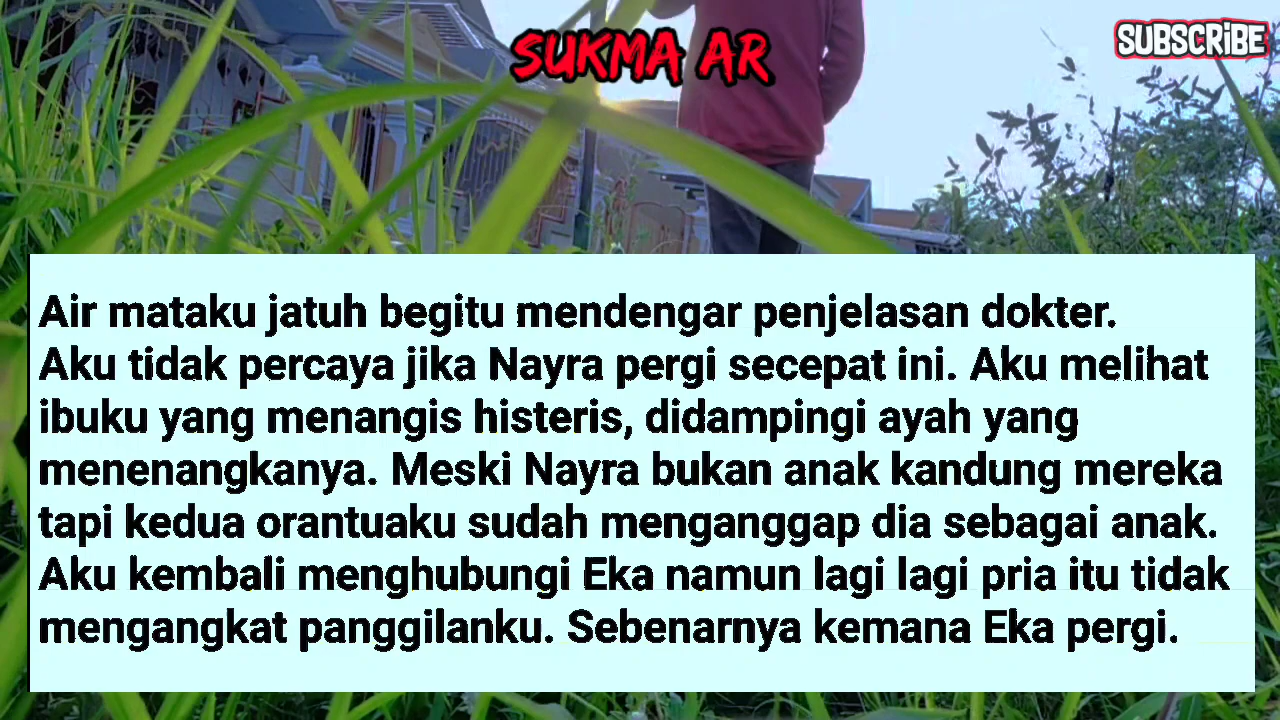 SUKMA AR
SUBSCRiBE
Air mataku jatuh begitu mendengar penjelasan dokter.
Aku tidak percaya jika Nayra pergi secepat ini. Aku melihat
ibuku yang menangis histeris, didampingi ayah yang
menenangkanya. Meski Nayra bukan anak kandung mereka
tapi kedua orantuaku sudah menganggap dia sebagai anak.
Aku kembali menghubungi Eka namun lagi lagi pria itu tidak
mengangkat panggilanku. Sebenarnya kemana Eka pergi.